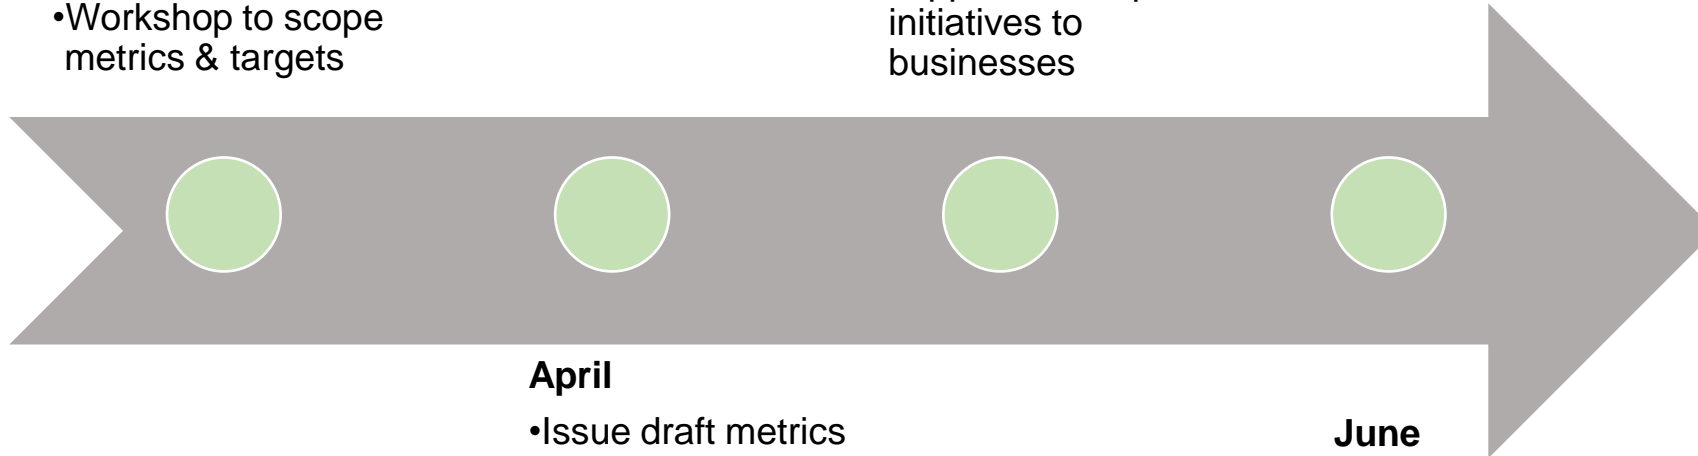 •Workshop to scope
metrics & targets
initiatives to
businesses
April
•Issue draft metrics
June